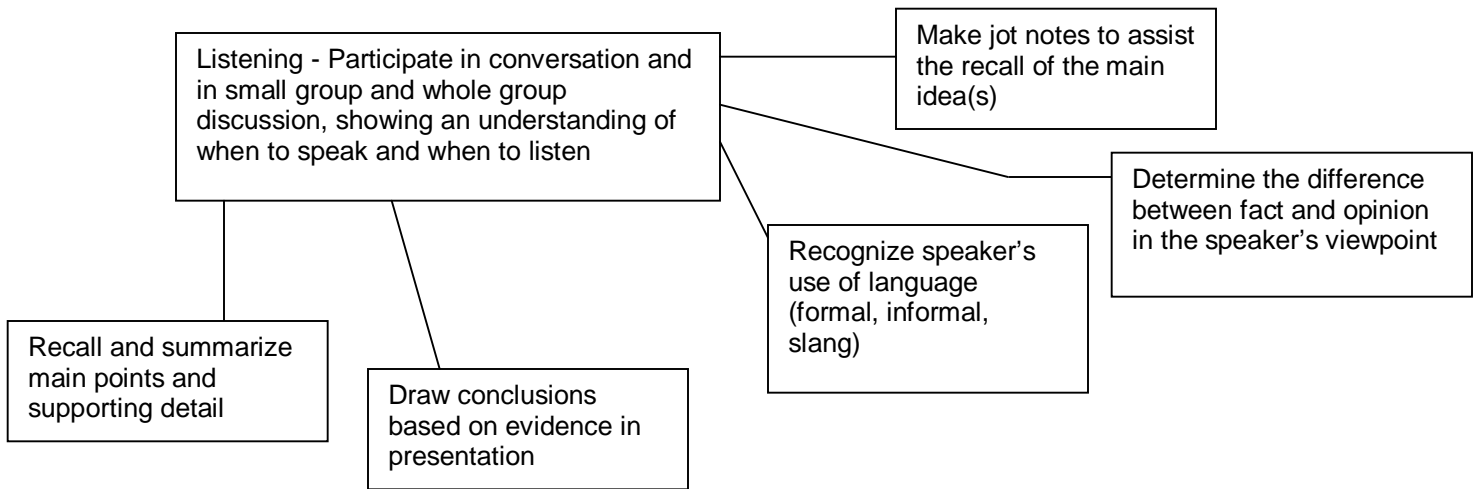 Listening - Participate in conversation and
in small group and whole group
discussion, showing an understanding of
when to speak and when to listen
Make jot notes to assist
the recall of the main
idea(s)
Determine the difference
between fact and opinion
in the speaker’s viewpoint
Recognize speaker’s
use of language
(formal, informal,
slang)
Recall and summarize
main points and
supporting detail
Draw conclusions
based on evidence in
presentation